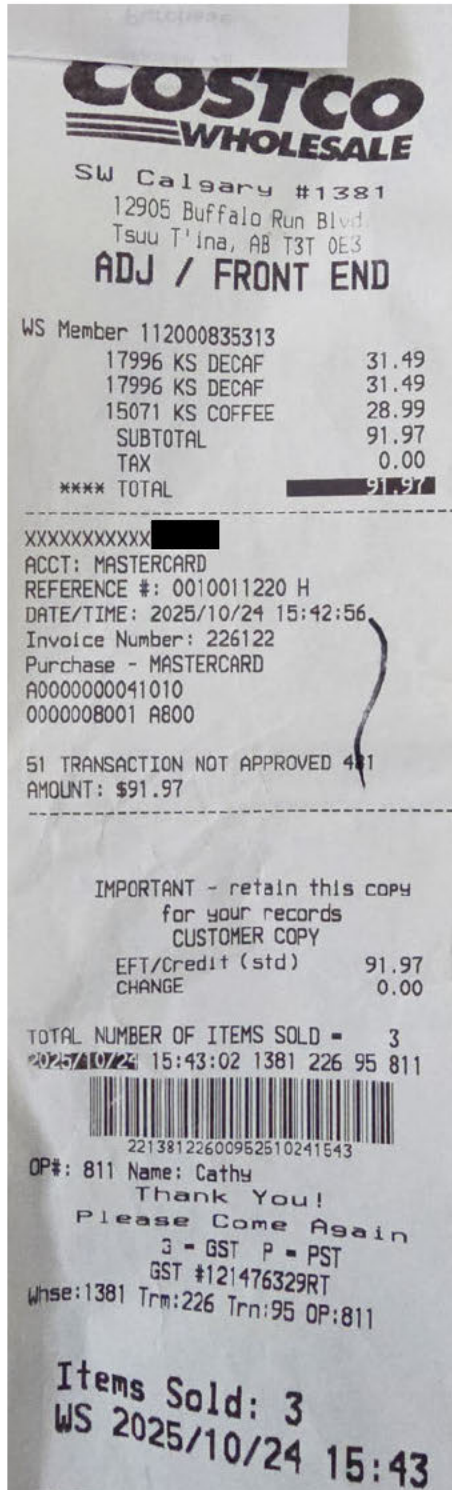 Purchase
COSTCO
WHOLESALE
SW Calgary #1381
12905 Buffalo Run Blvd.
Tsuu T'ina, AB T3T 0E3
ADJ / FRONT END
WS Member 112000835313
17996 KS DECAF 31.49
17996 KS DECAF 31.49
15071 KS COFFEE 28.99
SUBTOTAL 91.97
TAX 0.00
**** TOTAL 91.97
XXXXXXXXXXX
ACCT: MASTERCARD
REFERENCE #: 0010011220 H
DATE/TIME: 2025/10/24 15:42:56
Invoice Number: 226122
Purchase - MASTERCARD
A0000000041010
0000008001 A800
51 TRANSACTION NOT APPROVED 481
AMOUNT: $91.97
IMPORTANT - retain this copy
for your records
CUSTOMER COPY
EFT/Credit (std) 91.97
CHANGE 0.00
TOTAL NUMBER OF ITEMS SOLD = 3
2025/10/24 15:43:02 1381 226 95 811
22138122600952510241543
OP#: 811 Name: Cathy
Thank You!
Please Come Again
G = GST P = PST
GST #121476329RT
Whse:1381 Trm:226 Trn:95 OP:811
Items Sold: 3
WS 2025/10/24 15:43